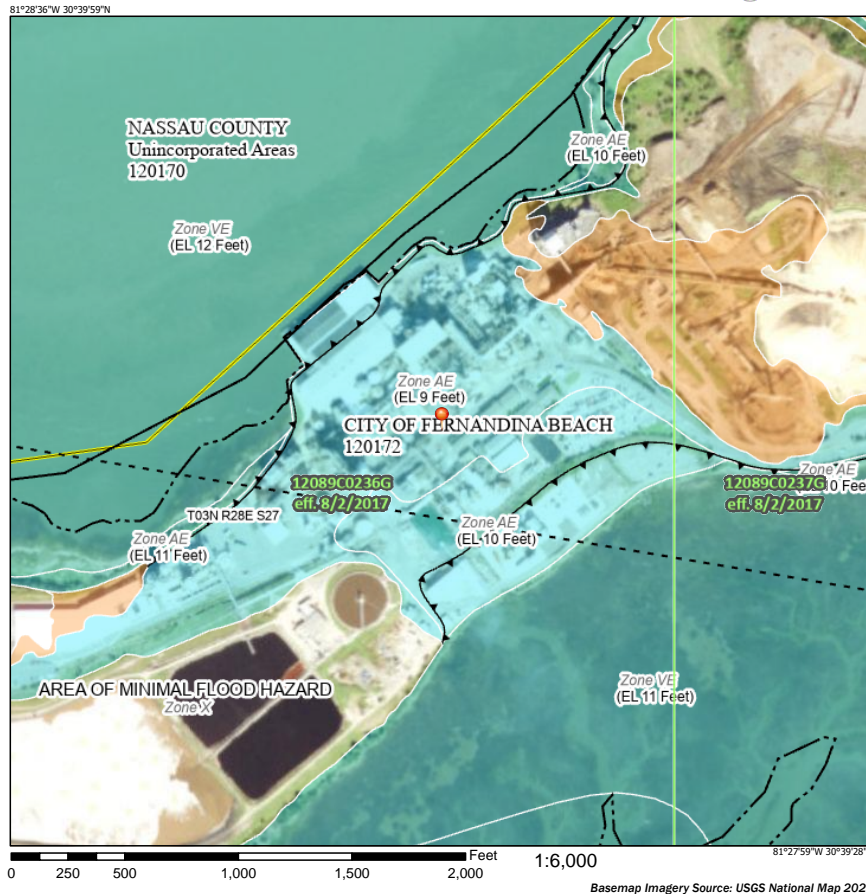 81°28'36"W 30°39'59"N
NASSAU COUNTY
Unincorporated Areas
120170
Zone AE
(EL 10 Feet)
Zone VE
(EL 12 Feet)
Zone AE
(EL 9 Feet)
CITY OF FERNANDINA BEACH
120172
12089C0236G
eff. 8/2/2017
Zone AE
10 Fee
12089C0237G
eff. 8/2/2017
T03N R28E S27
Zone AE
(EL 11 Feet)
Zone AE
(EL 10 Feet)
AREA OF MINIMAL FLOOD HAZARD
Zone X
Zone VE
(EL 11 Feet)
81°27'59"W 30°39'28"
Feet
1:6,000
0 250 500 1,000 1,500 2,000
Basemap Imagery Source: USGS National Map 202